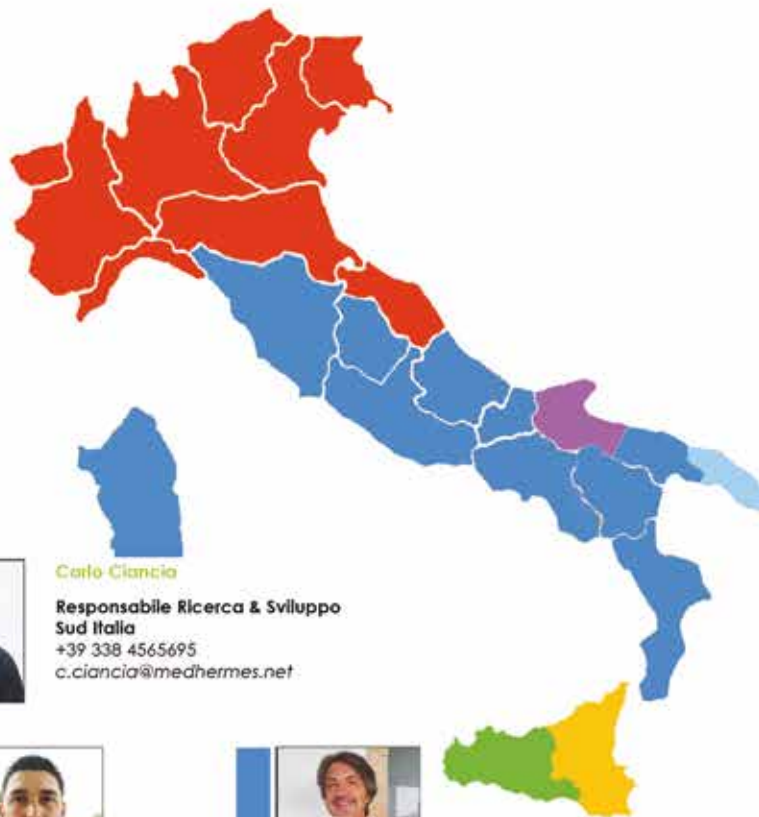 Carlo Ciancia
Responsabile Ricerca & Sviluppo
Sud Italia
+39 338 4565695
c.ciancia@medhermes.net